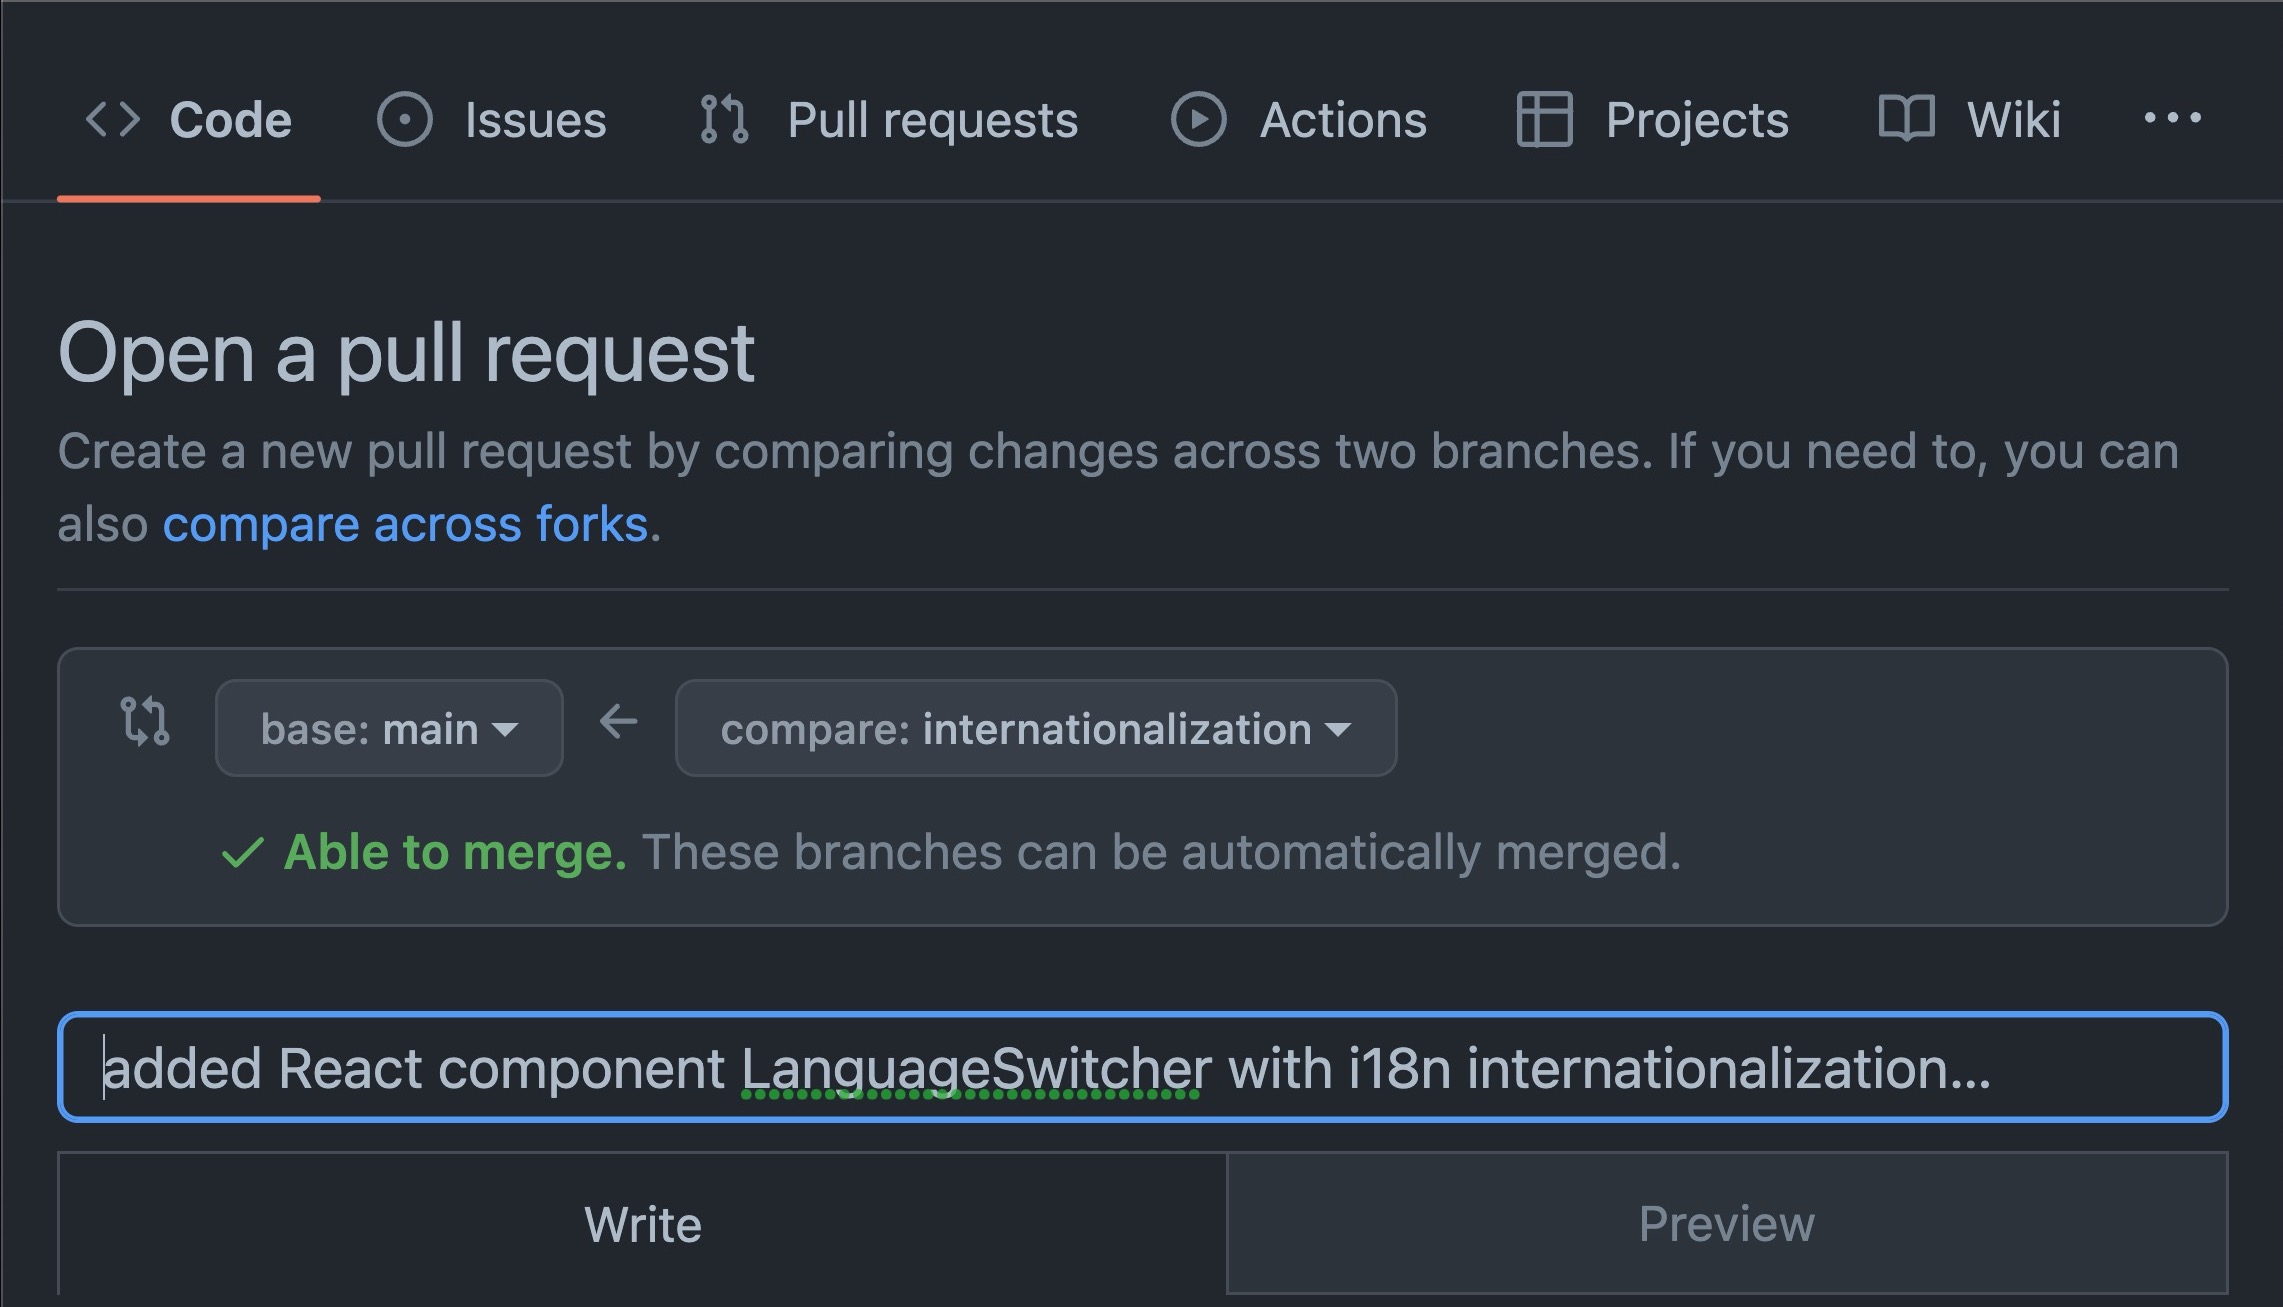 Code Issues Pull requests Actions Projects Wiki ...
Open a pull request
Create a new pull request by comparing changes across two branches. If you need to, you can
also compare across forks.
base: main compare: internationalization
Able to merge. These branches can be automatically merged.
added React component LanguageSwitcher with i18n internationalization...
Write Preview